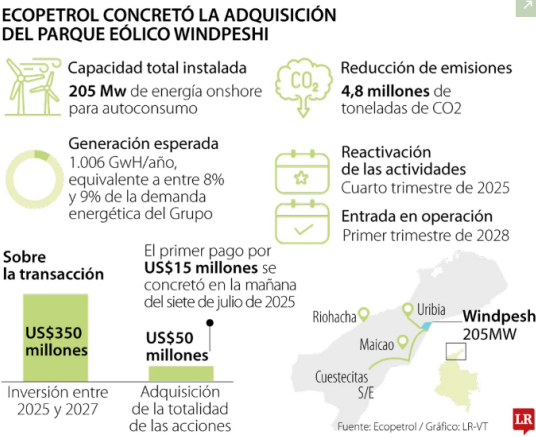 ECOPETROL CONCRETÓ LA ADQUISICIÓN
DEL PARQUE EÓLICO WINDPESHI
Capacidad total instalada
205 Mw de energía onshore
para autoconsumo
Reducción de emisiones
4,8 millones de
toneladas de CO2
CO2
Generación esperada
1.006 GwH/año,
equivalente a entre 8%
y 9% de la demanda
energética del Grupo
Reactivación
de las actividades
Cuarto trimestre de 2025
Entrada en operación
Primer trimestre de 2028
Sobre
la transacción
El primer pago por
US$15 millones se
concretó en la mañana
del siete de julio de 2025
US$350
millones
Inversión entre
2025 y 2027
US$50
millones
Adquisición
de la totalidad
de las acciones
Riohacha
Uribia
Maicao
Cuestecitas
S/E
Windpesh
205MW
Fuente: Ecopetrol / Gráfico: LR-VT
LR